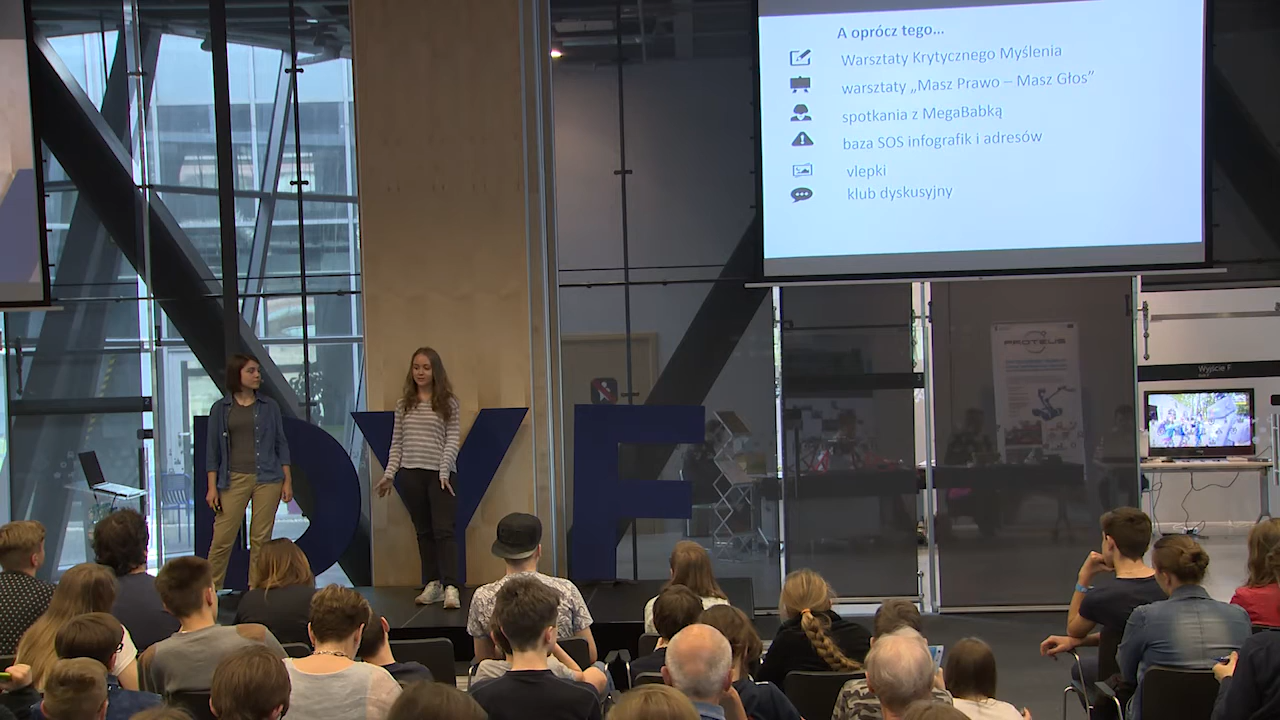 A oprócz tego...
Warsztaty Krytycznego Myślenia
warsztaty „Masz Prawo – Masz Głos”
spotkania z MegaBabką
baza SOS infografik i adresów
vlepki
klub dyskusyjny
PROTEUS
Wyjście F
DYF